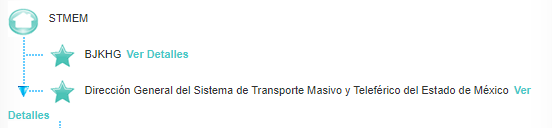 STMEM
BJKHG Ver Detalles
Dirección General del Sistema de Transporte Masivo y Teleférico del Estado de México Ver
Detalles